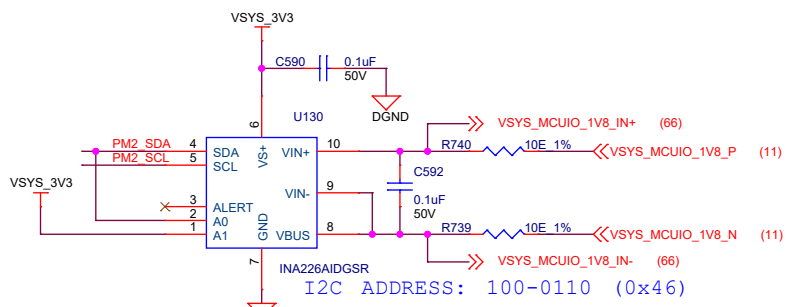 VSYS_3V3
C590
0.1uF
50V
DGND
U130
6
VS+
VSYS_MCUIO_1V8_IN+ (66)
PM2_SDA 4 SDA VIN+ 10 R740 10E_1% VSYS_MCUIO_1V8_P (11)
PM2_SCL 5 SCL
C592
0.1uF
50V
VSYS_3V3
VIN- 9
3 ALERT
2 A0
1 A1
GND
7
VBUS 8 R739 10E_1% VSYS_MCUIO_1V8_N (11)
VSYS_MCUIO_1V8_IN- (66)
INA226AIDGSR
I2C ADDRESS: 100-0110 (0x46)